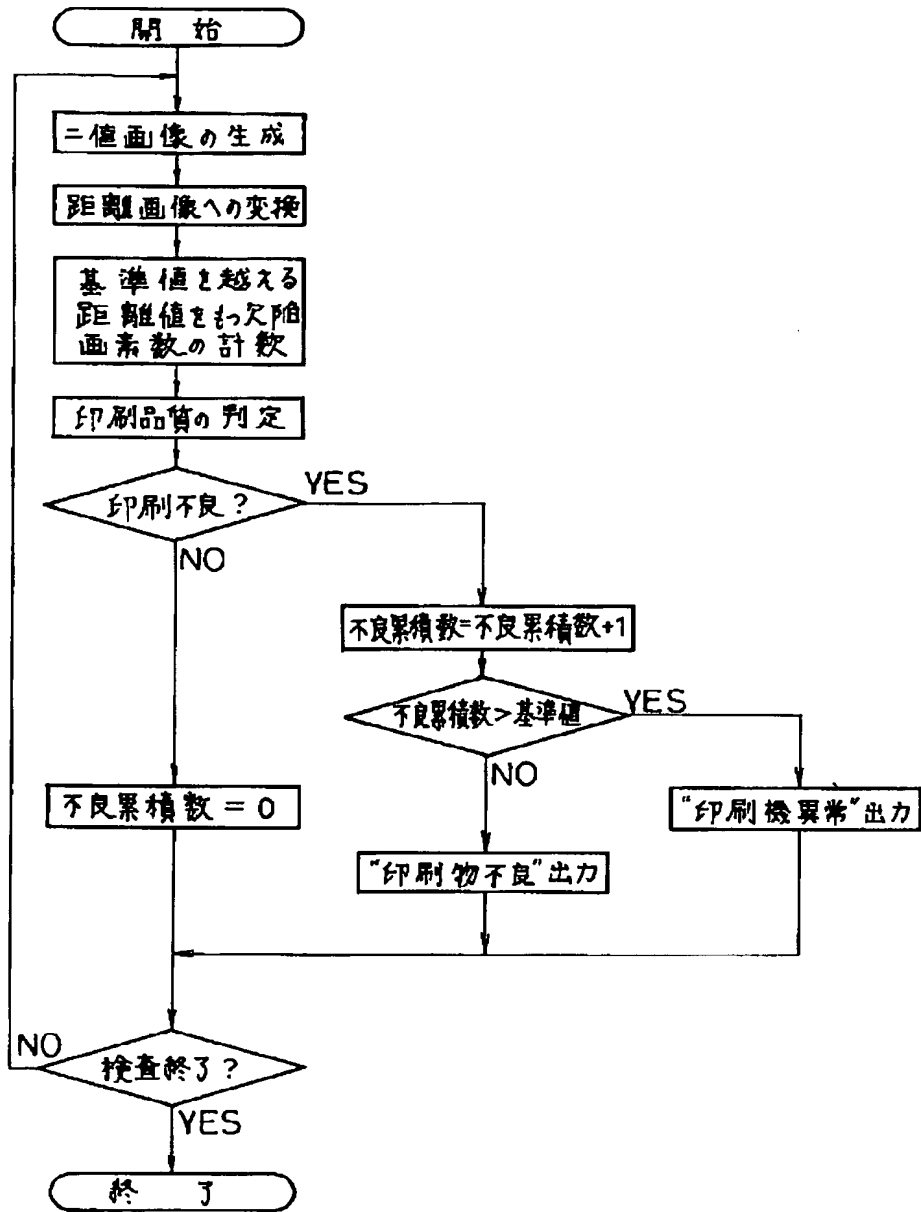 開始
二値画像の生成
距離画像への変換
基準値を越える
距離値をもつ欠陥
画素数の計数
印刷品質の判定
印刷不良?
YES
NO
不良累積数=不良累積数+1
不良累積数>基準値
YES
NO
不良累積数=0
"印刷機異常"出力
"印刷物不良"出力
NO
検査終了?
YES
終了